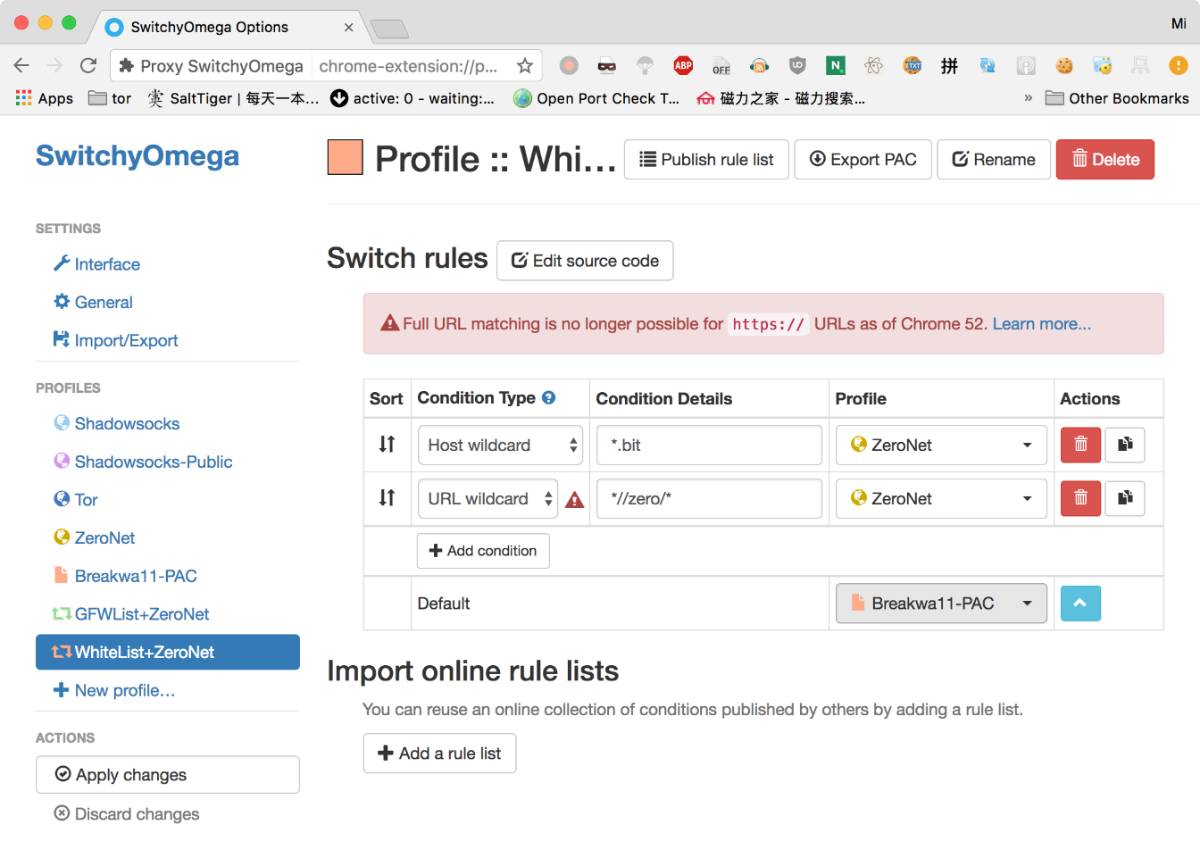 SwitchyOmega Options
Mi
Proxy SwitchyOmega chrome-extension://p...
ABP OFF N TXT 拼
Apps tor SaltTiger | 每天一本... active: 0 - waiting:... Open Port Check T... 磁力之家 - 磁力搜索... » Other Bookmarks
SwitchyOmega
Profile :: Whi... Publish rule list Export PAC Rename Delete
SETTINGS
Interface
General
Import/Export
PROFILES
Shadowsocks
Shadowsocks-Public
Tor
ZeroNet
Breakwa11-PAC
GFWList+ZeroNet
WhiteList+ZeroNet
New profile...
ACTIONS
Apply changes
Discard changes
Switch rules Edit source code
Full URL matching is no longer possible for https:// URLs as of Chrome 52. Learn more...
Sort Condition Type Condition Details Profile Actions
Host wildcard *.bit ZeroNet
URL wildcard *//zero/* ZeroNet
Add condition
Default Breakwa11-PAC
Import online rule lists
You can reuse an online collection of conditions published by others by adding a rule list.
Add a rule list